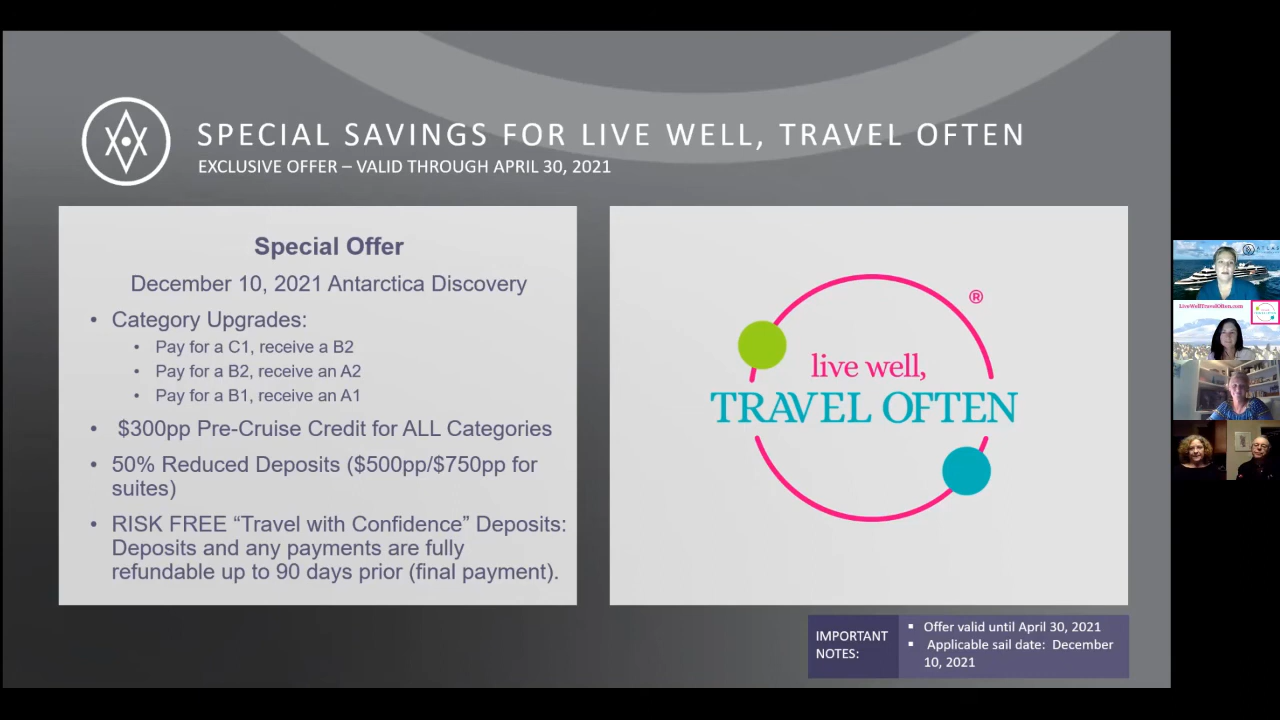 SPECIAL SAVINGS FOR LIVE WELL, TRAVEL OFTEN
EXCLUSIVE OFFER – VALID THROUGH APRIL 30, 2021
Special Offer
December 10, 2021 Antarctica Discovery
• Category Upgrades:
• Pay for a C1, receive a B2
• Pay for a B2, receive an A2
• Pay for a B1, receive an A1
• $300pp Pre-Cruise Credit for ALL Categories
• 50% Reduced Deposits ($500pp/$750pp for
suites)
• RISK FREE “Travel with Confidence” Deposits:
Deposits and any payments are fully
refundable up to 90 days prior (final payment).
®
live well,
TRAVEL OFTEN
IMPORTANT
NOTES:
▪ Offer valid until April 30, 2021
▪ Applicable sail date: December
10, 2021
ATLAS
LiveWellTravelOften.com